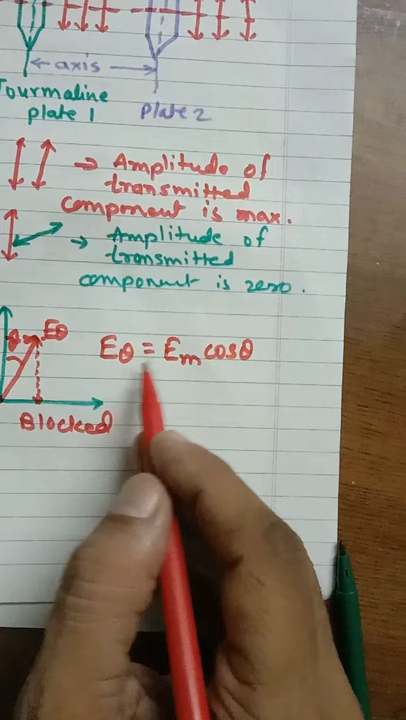 axis
Tourmaline
plate 1
Plate 2
→ Amplitude of
transmitted
component is max.
→ Amplitude of
transmitted
component is zero.
θ Eθ
Eθ = Em cosθ
Blocked